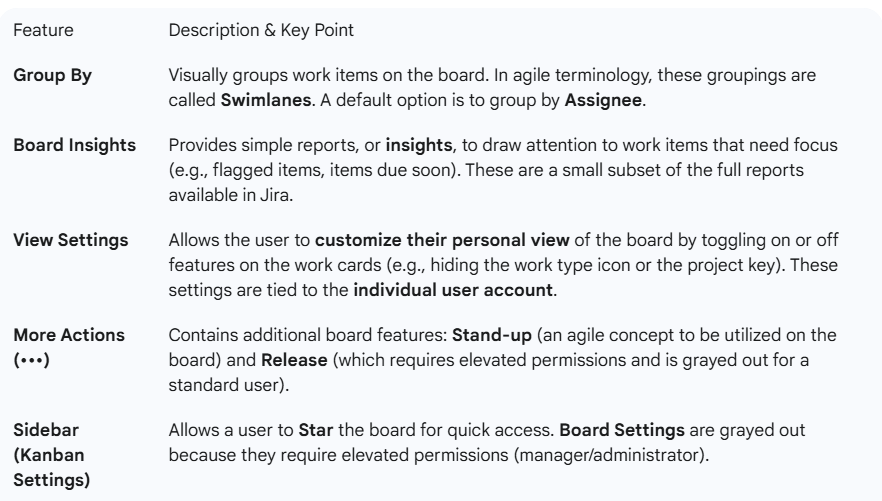 Feature Description & Key Point
Group By Visually groups work items on the board. In agile terminology, these groupings are
called Swimlanes. A default option is to group by Assignee.
Board Insights Provides simple reports, or insights, to draw attention to work items that need focus
(e.g., flagged items, items due soon). These are a small subset of the full reports
available in Jira.
View Settings Allows the user to customize their personal view of the board by toggling on or off
features on the work cards (e.g., hiding the work type icon or the project key). These
settings are tied to the individual user account.
More Actions Contains additional board features: Stand-up (an agile concept to be utilized on the
(•••) board) and Release (which requires elevated permissions and is grayed out for a
standard user).
Sidebar Allows a user to Star the board for quick access. Board Settings are grayed out
(Kanban because they require elevated permissions (manager/administrator).
Settings)